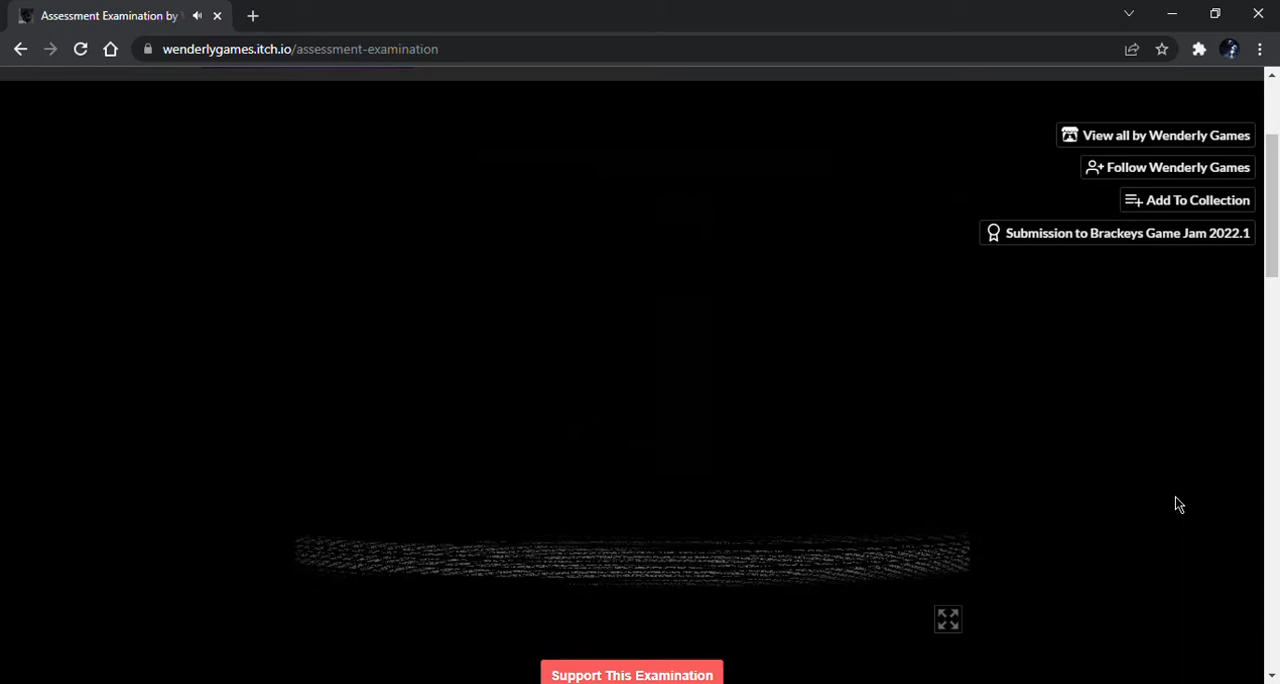 Assessment Examination by
wenderlygames.itch.io/assessment-examination
View all by Wenderly Games
Follow Wenderly Games
Add To Collection
Submission to Brackeys Game Jam 2022.1
Support This Examination